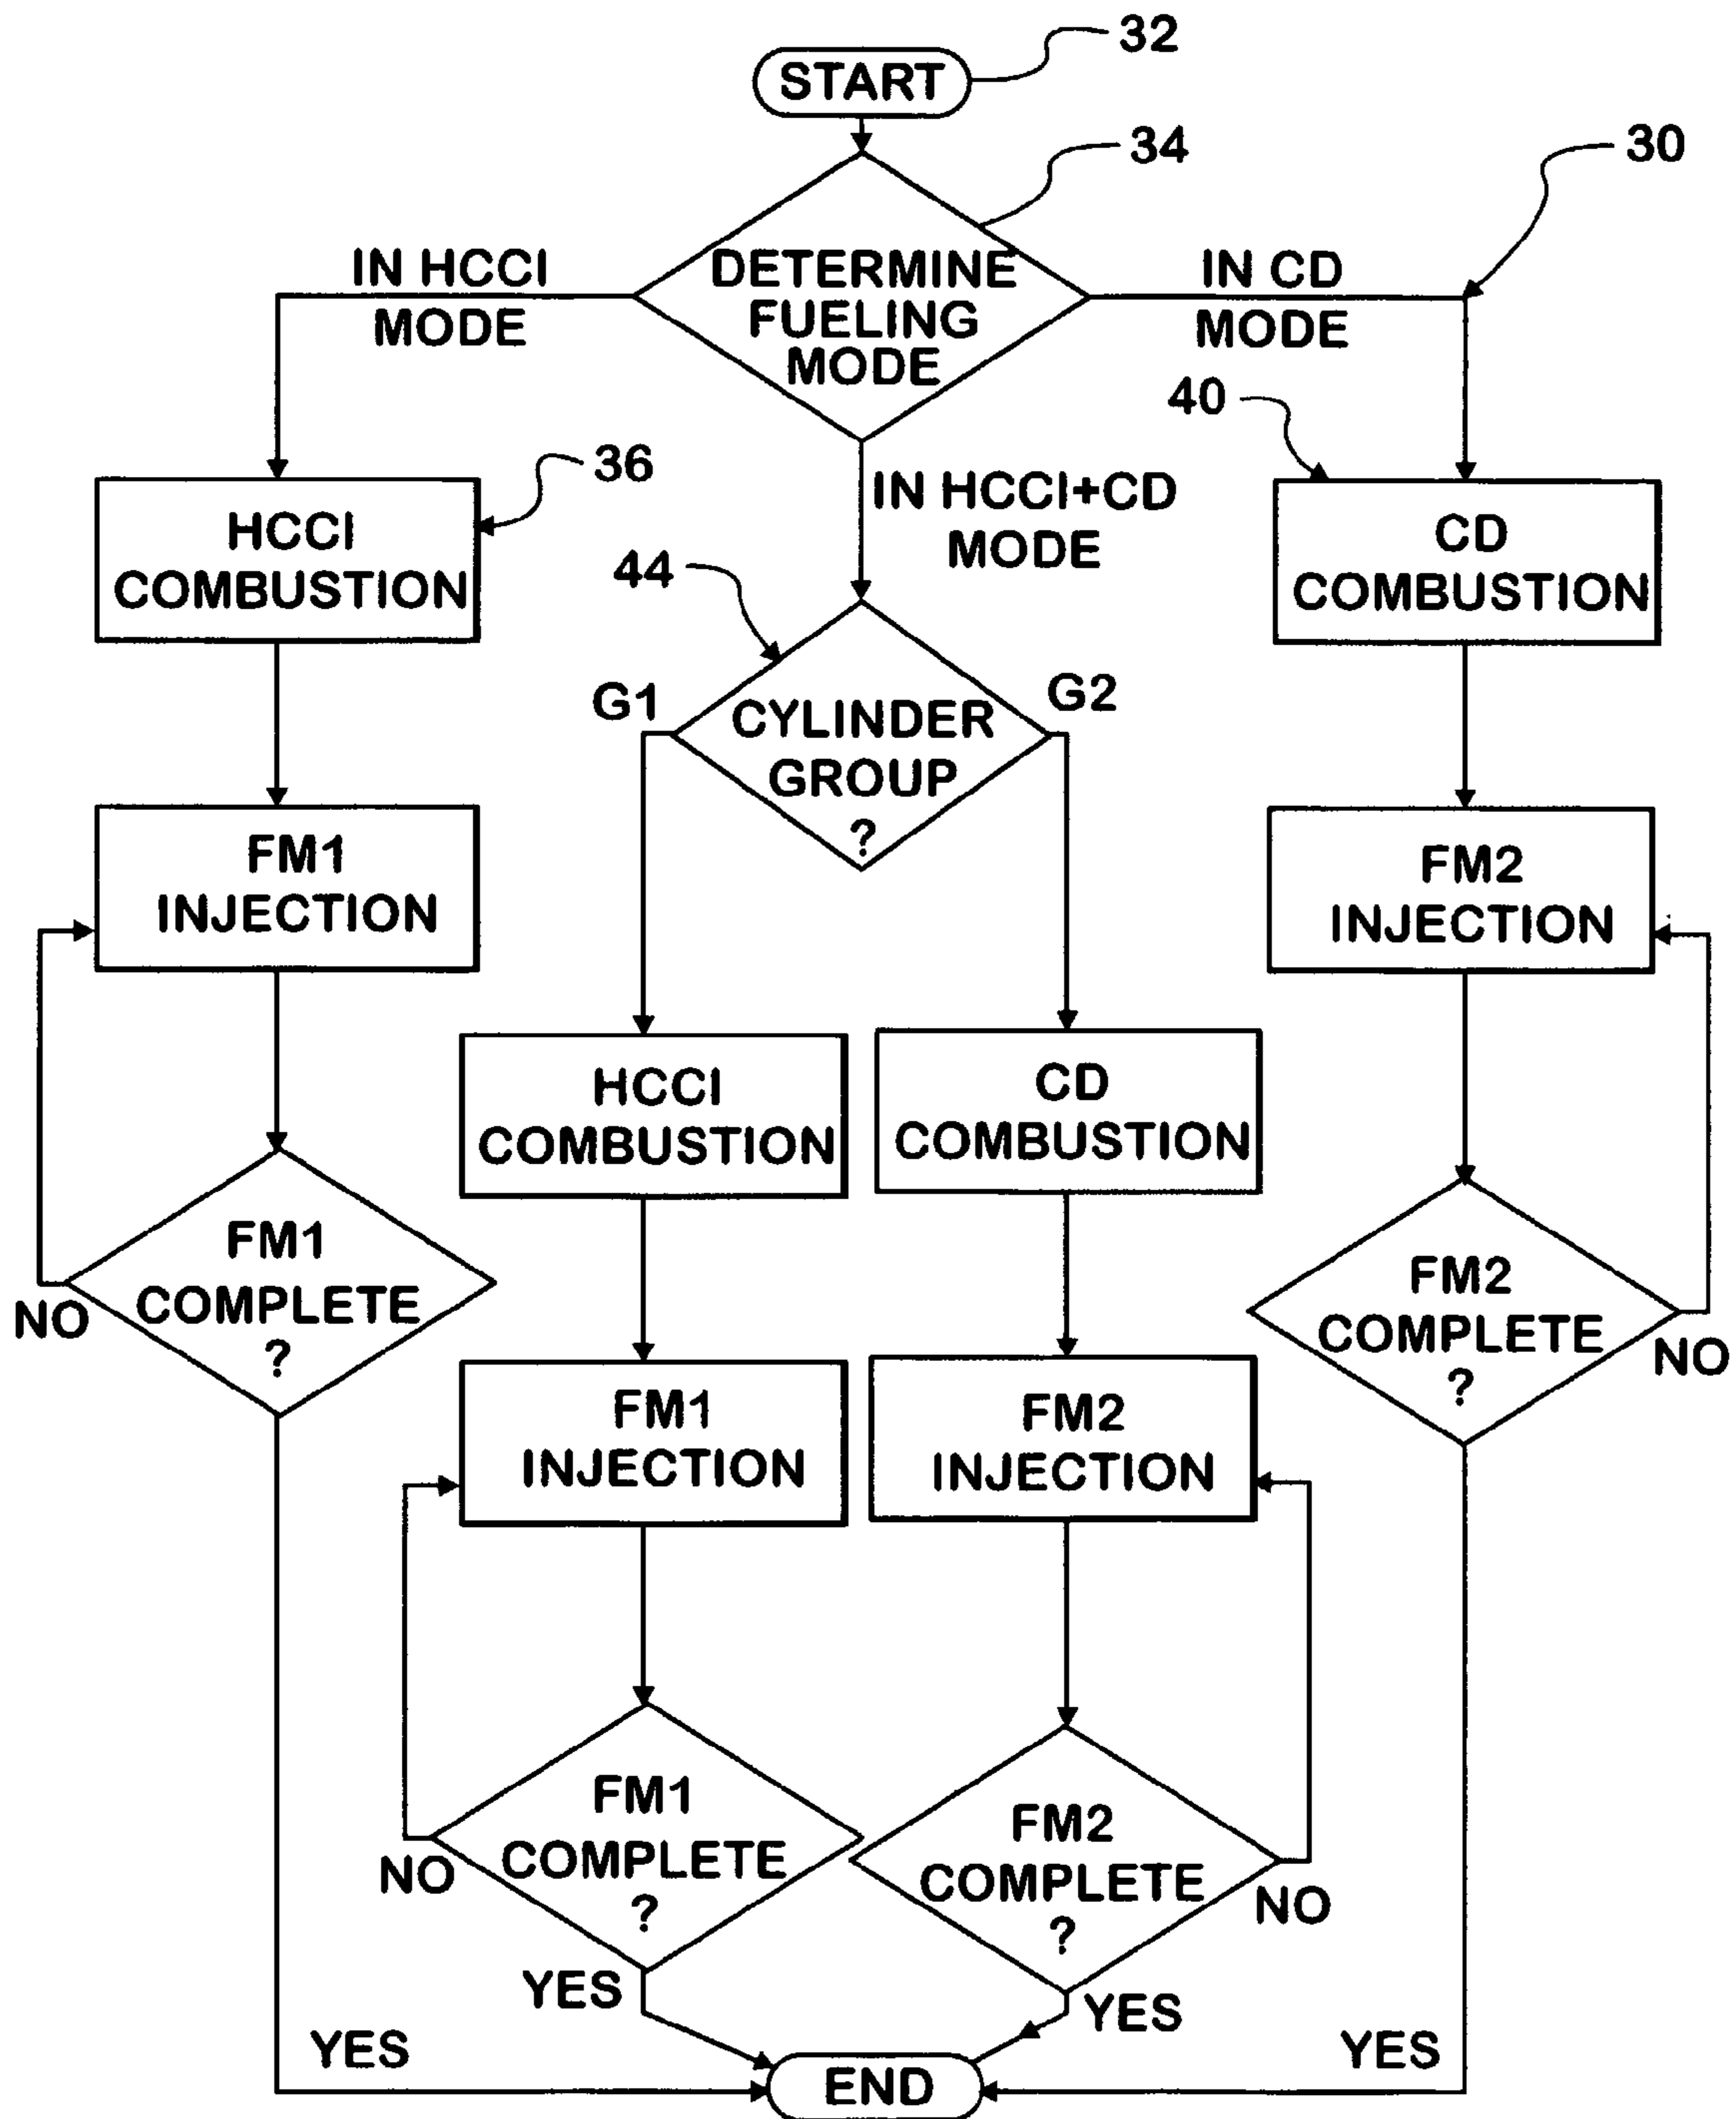 32
START
34
30
IN HCCI
MODE
DETERMINE
FUELING
MODE
IN CD
MODE
40
36
IN HCCI+CD
MODE
HCCI
COMBUSTION
CD
COMBUSTION
44
G1
CYLINDER
GROUP
?
G2
FM1
INJECTION
FM2
INJECTION
HCCI
COMBUSTION
CD
COMBUSTION
FM1
COMPLETE
?
NO
FM2
COMPLETE
?
NO
FM1
INJECTION
FM2
INJECTION
FM1
COMPLETE
?
NO
FM2
COMPLETE
?
NO
YES
YES
YES
YES
END